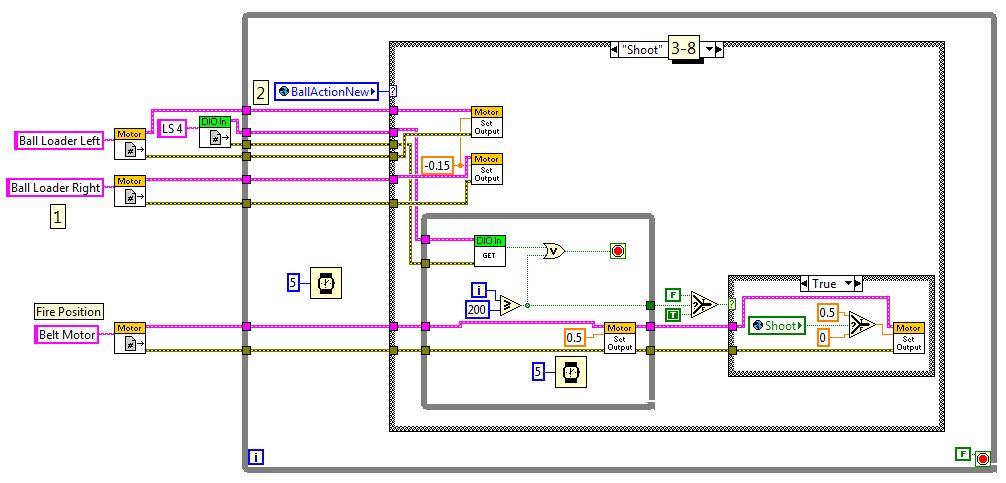 "Shoot" 3-8
2 BallActionNew ?
Motor
Set
Output
LS 4 DIO In
Ball Loader Left Motor
#
-0.15
Motor
Set
Output
Ball Loader Right Motor
#
1
DIO In
GET
V
i
200
≥
F
T
?
5
True
?
Fire Position
Belt Motor Motor
#
0.5
Motor
Set
Output
Shoot
0.5
0
?
Motor
Set
Output
5
i
F